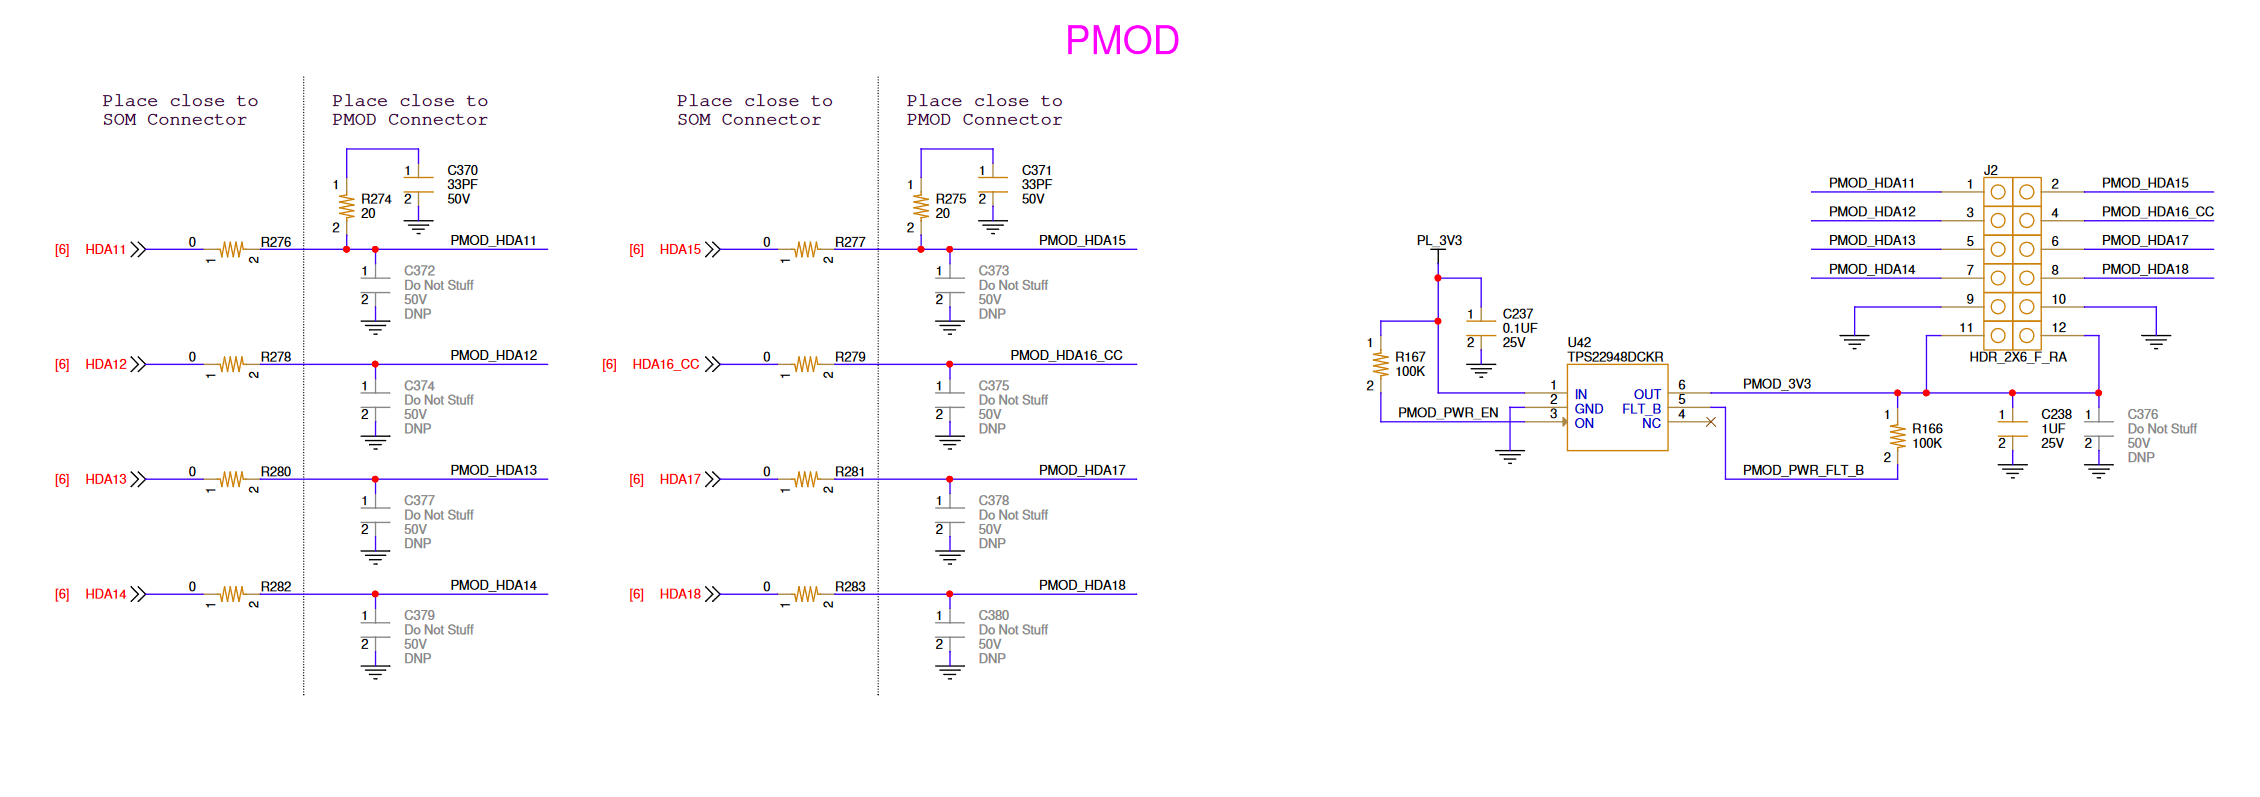 PMOD
Place close to
SOM Connector
Place close to
PMOD Connector
1
R274
20
2
1
2
C370
33PF
50V
[6] HDA11 0 R276 PMOD_HDA11
1 2
1
2
C372
Do Not Stuff
50V
DNP
[6] HDA12 0 R278 PMOD_HDA12
1 2
1
2
C374
Do Not Stuff
50V
DNP
[6] HDA13 0 R280 PMOD_HDA13
1 2
1
2
C377
Do Not Stuff
50V
DNP
[6] HDA14 0 R282 PMOD_HDA14
1 2
1
2
C379
Do Not Stuff
50V
DNP
Place close to
SOM Connector
Place close to
PMOD Connector
1
R275
20
2
1
2
C371
33PF
50V
[6] HDA15 0 R277 PMOD_HDA15
1 2
1
2
C373
Do Not Stuff
50V
DNP
[6] HDA16_CC 0 R279 PMOD_HDA16_CC
1 2
1
2
C375
Do Not Stuff
50V
DNP
[6] HDA17 0 R281 PMOD_HDA17
1 2
1
2
C378
Do Not Stuff
50V
DNP
[6] HDA18 0 R283 PMOD_HDA18
1 2
1
2
C380
Do Not Stuff
50V
DNP
J2
PMOD_HDA11 1 2 PMOD_HDA15
PMOD_HDA12 3 4 PMOD_HDA16_CC
PMOD_HDA13 5 6 PMOD_HDA17
PMOD_HDA14 7 8 PMOD_HDA18
9 10
11 12
HDR_2X6_F_RA
PL_3V3
1
2
C237
0.1UF
25V
1
R167
100K
2
PMOD_PWR_EN
U42
TPS22948DCKR
1 IN OUT 6
2 GND FLT_B 5
3 ON NC 4
PMOD_3V3
PMOD_PWR_FLT_B
1
R166
100K
2
1
2
C238
1UF
25V
1
2
C376
Do Not Stuff
50V
DNP